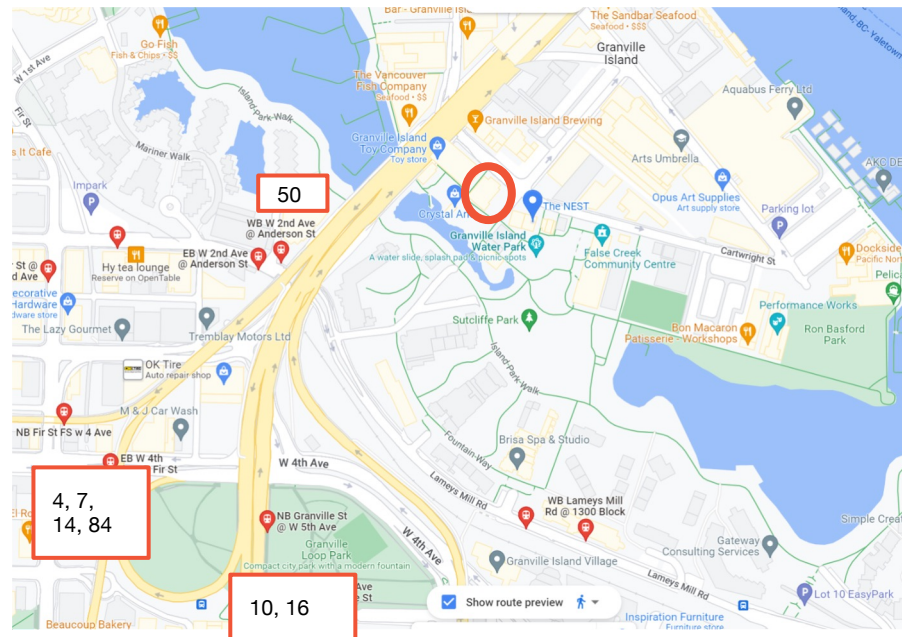 Bar - Granville Isl
The Sandbar Seafood
Seafood • $$$
Granville
Island
Go Fish
Fish & Chips • $$
W 1st Ave
Fir St
The Vancouver
Fish Company
Seafood • $$
Island Park Walk
Aquabus Ferry Ltd
Granville Island Brewing
Granville Island
Toy Company
Toy store
s It Cafe
Mariner Walk
Arts Umbrella
AKC DE
Impark
50
Crystal Ar
The NEST
Opus Art Supplies
Art supply store
Parking lot
WB W 2nd Ave
@ Anderson St
EB W 2nd Ave
@ Anderson St
Granville Island
Water Park
A water slide, splash pad & picnic spots
False Creek
Community Centre
Cartwright St
Dockside
Pacific Nor
St @
d Ave
Hy tea lounge
Reserve on OpenTable
Pelica
ecorative
Hardware
dware store
The Lazy Gourmet
Tremblay Motors Ltd
Sutcliffe Park
Performance Works
Bon Macaron
Patisserie - Workshops
Ron Basford
Park
OK Tire
Auto repair shop
Island Park Walk
M & J Car Wash
NB Fir St FS w 4 Ave
Fountain Way
Brisa Spa & Studio
EB W 4th
Fir St
W 4th Ave
Lameys Mill Rd
WB Lameys Mill
Rd @ 1300 Block
4, 7,
14, 84
El Ro
NB Granville St
@ W 5th Ave
Granville
Loop Park
Compact city park with a modern fountain
W 4th Ave
Simple Creat
Gateway
Consulting Services
Granville Island Village
Lameys Mill Rd
10, 16
ve
e St
Show route preview
Lot 10 EasyPark
Beaucoup Bakery
Inspiration Furniture
Furniture store